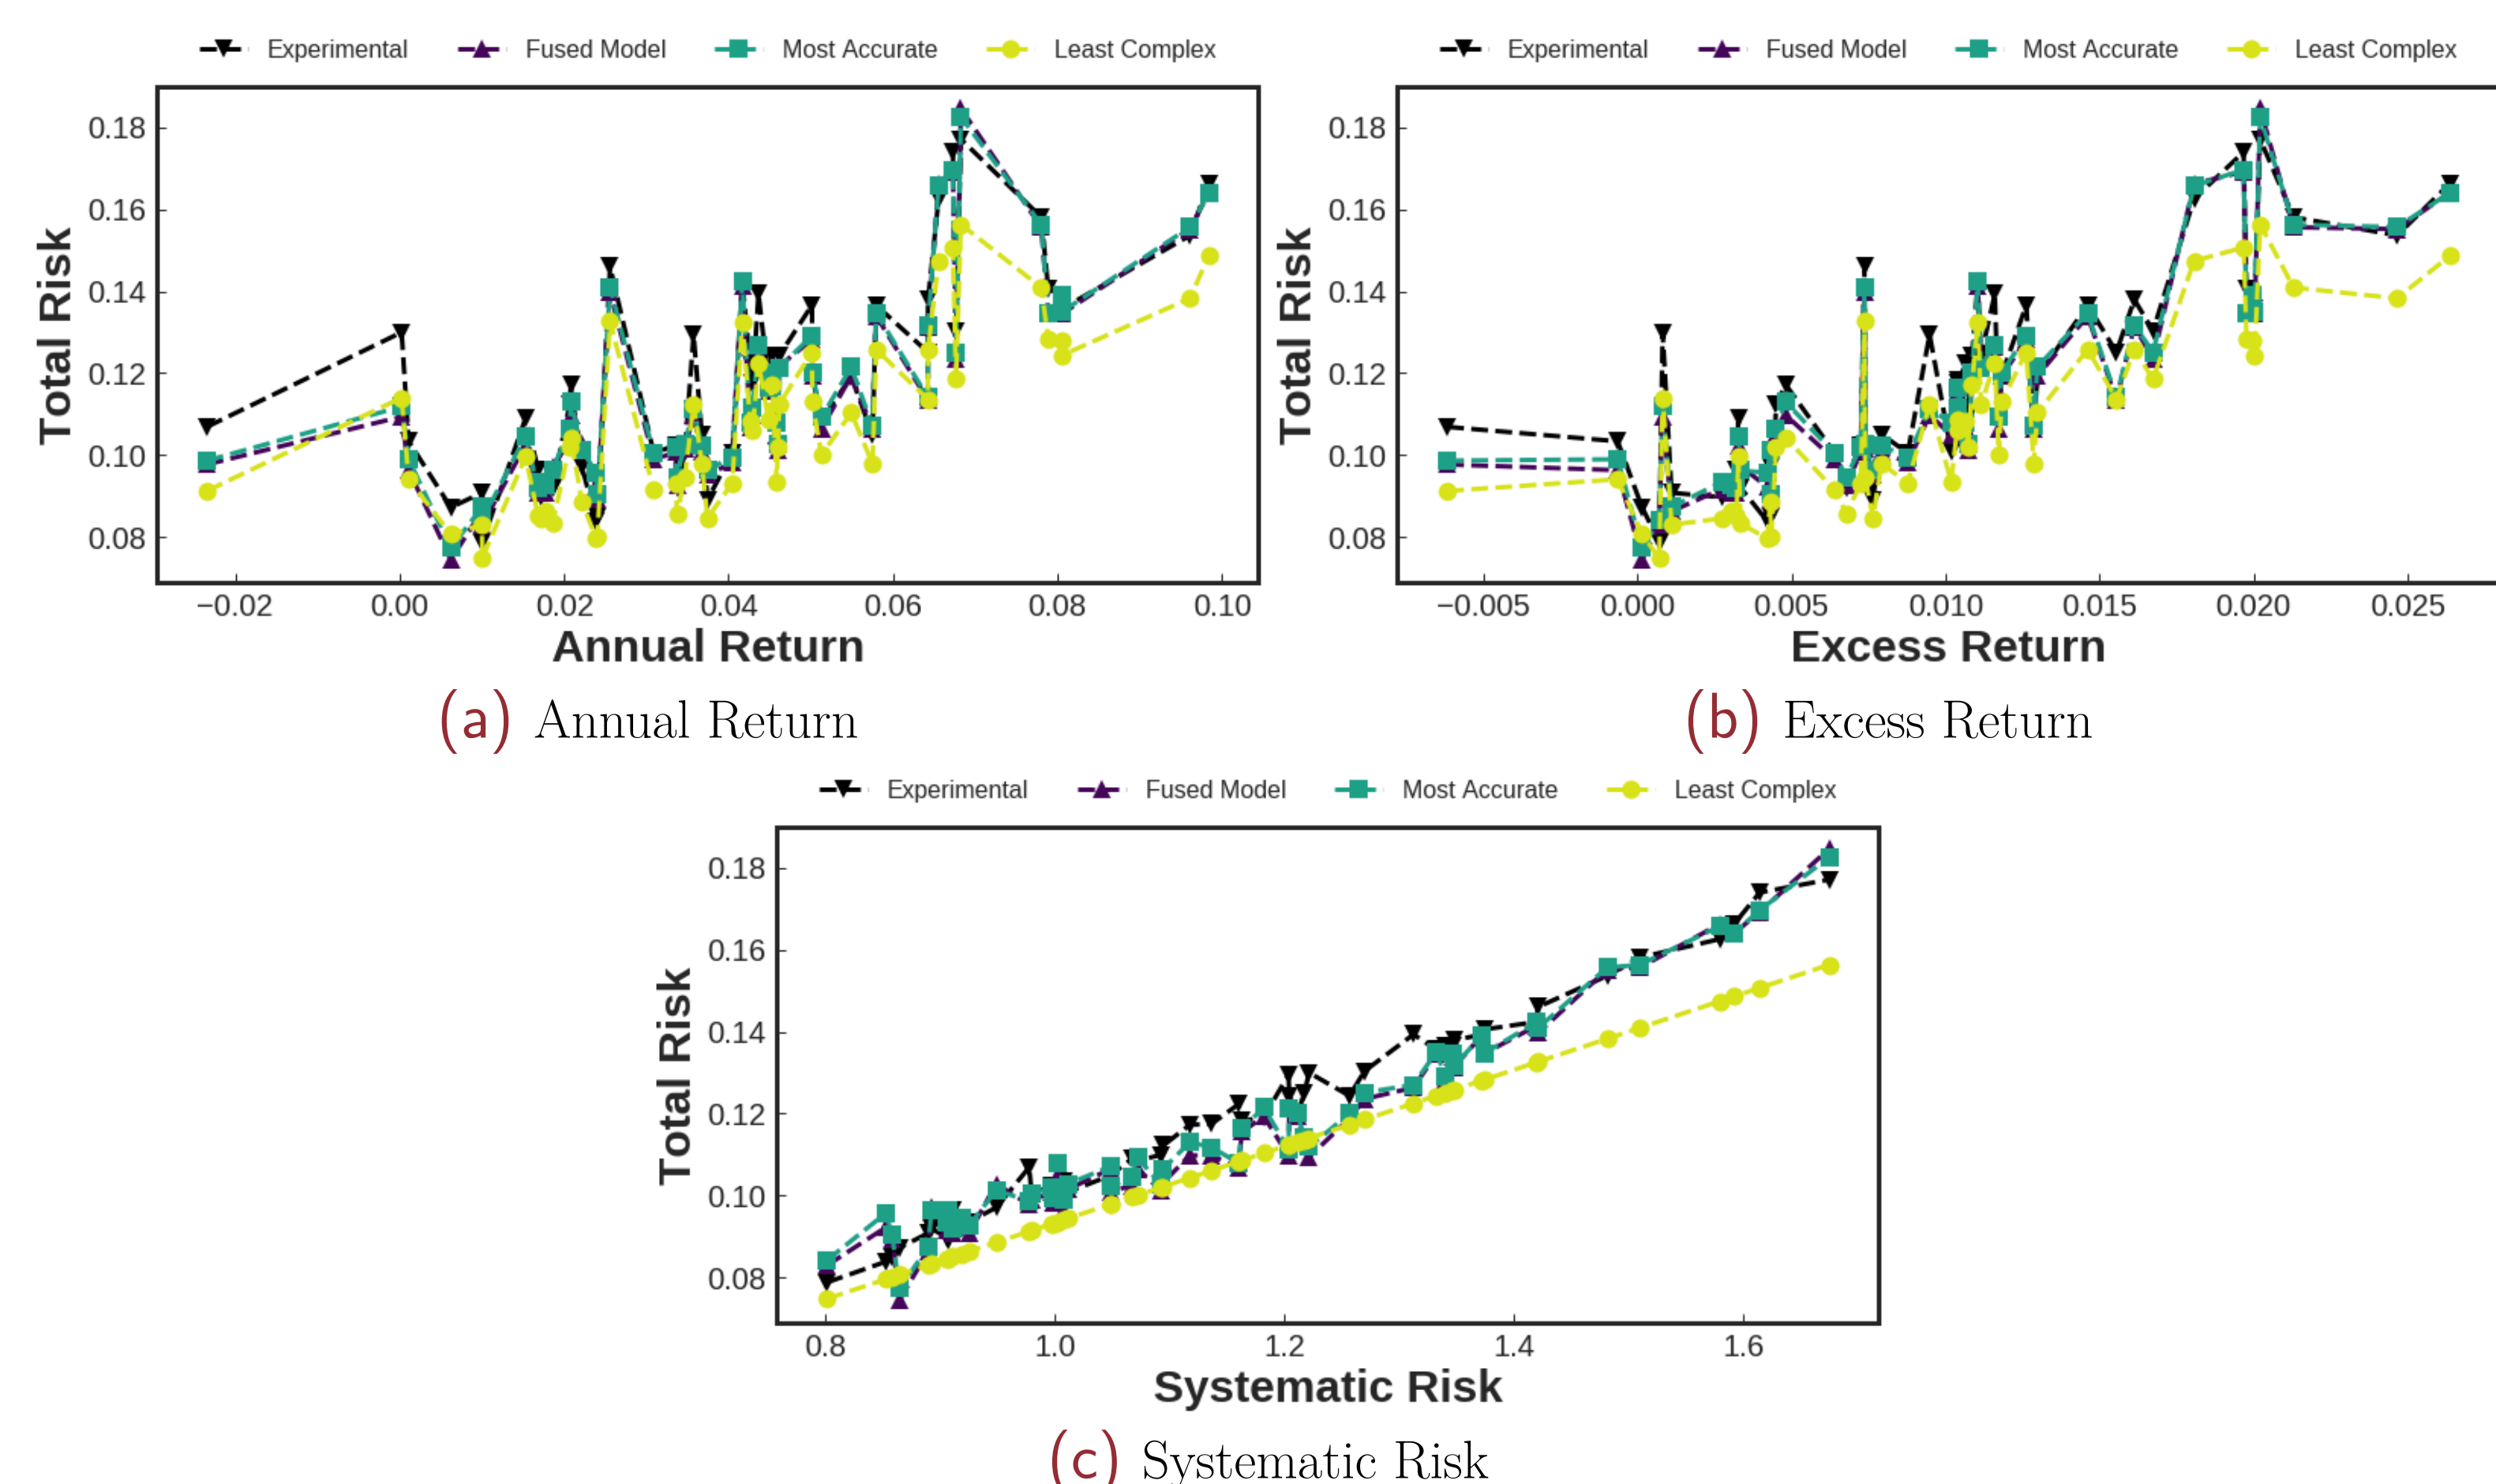 Experimental Fused Model Most Accurate Least Complex
0.18
0.16
0.14
0.12
0.10
0.08
Total Risk
−0.02 0.00 0.02 0.04 0.06 0.08 0.10
Annual Return
(a) Annual Return
Experimental Fused Model Most Accurate Least Complex
0.18
0.16
0.14
0.12
0.10
0.08
Total Risk
−0.005 0.000 0.005 0.010 0.015 0.020 0.025
Excess Return
(b) Excess Return
Experimental Fused Model Most Accurate Least Complex
0.18
0.16
0.14
0.12
0.10
0.08
Total Risk
0.8 1.0 1.2 1.4 1.6
Systematic Risk
(c) Systematic Risk